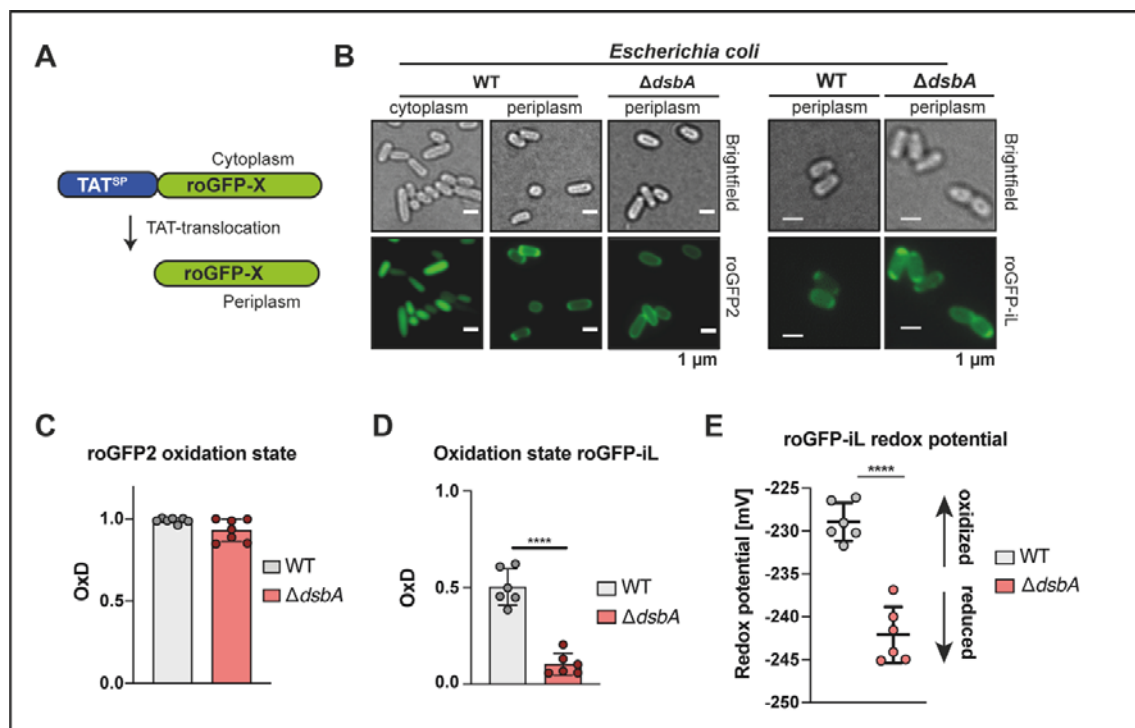 A
Cytoplasm
TATSP
roGFP-X
TAT-translocation
roGFP-X
Periplasm
B
Escherichia coli
WT
ΔdsbA
WT
ΔdsbA
cytoplasm
periplasm
periplasm
periplasm
periplasm
Brightfield
Brightfield
roGFP2
roGFP-iL
1 µm
1 µm
C
roGFP2 oxidation state
OxD
1.0
0.5
0.0
WT
ΔdsbA
D
Oxidation state roGFP-iL
OxD
1.0
0.5
0.0
****
WT
ΔdsbA
E
roGFP-iL redox potential
Redox potential [mV]
-225
-230
-235
-240
-245
-250
****
oxidized
reduced
WT
ΔdsbA